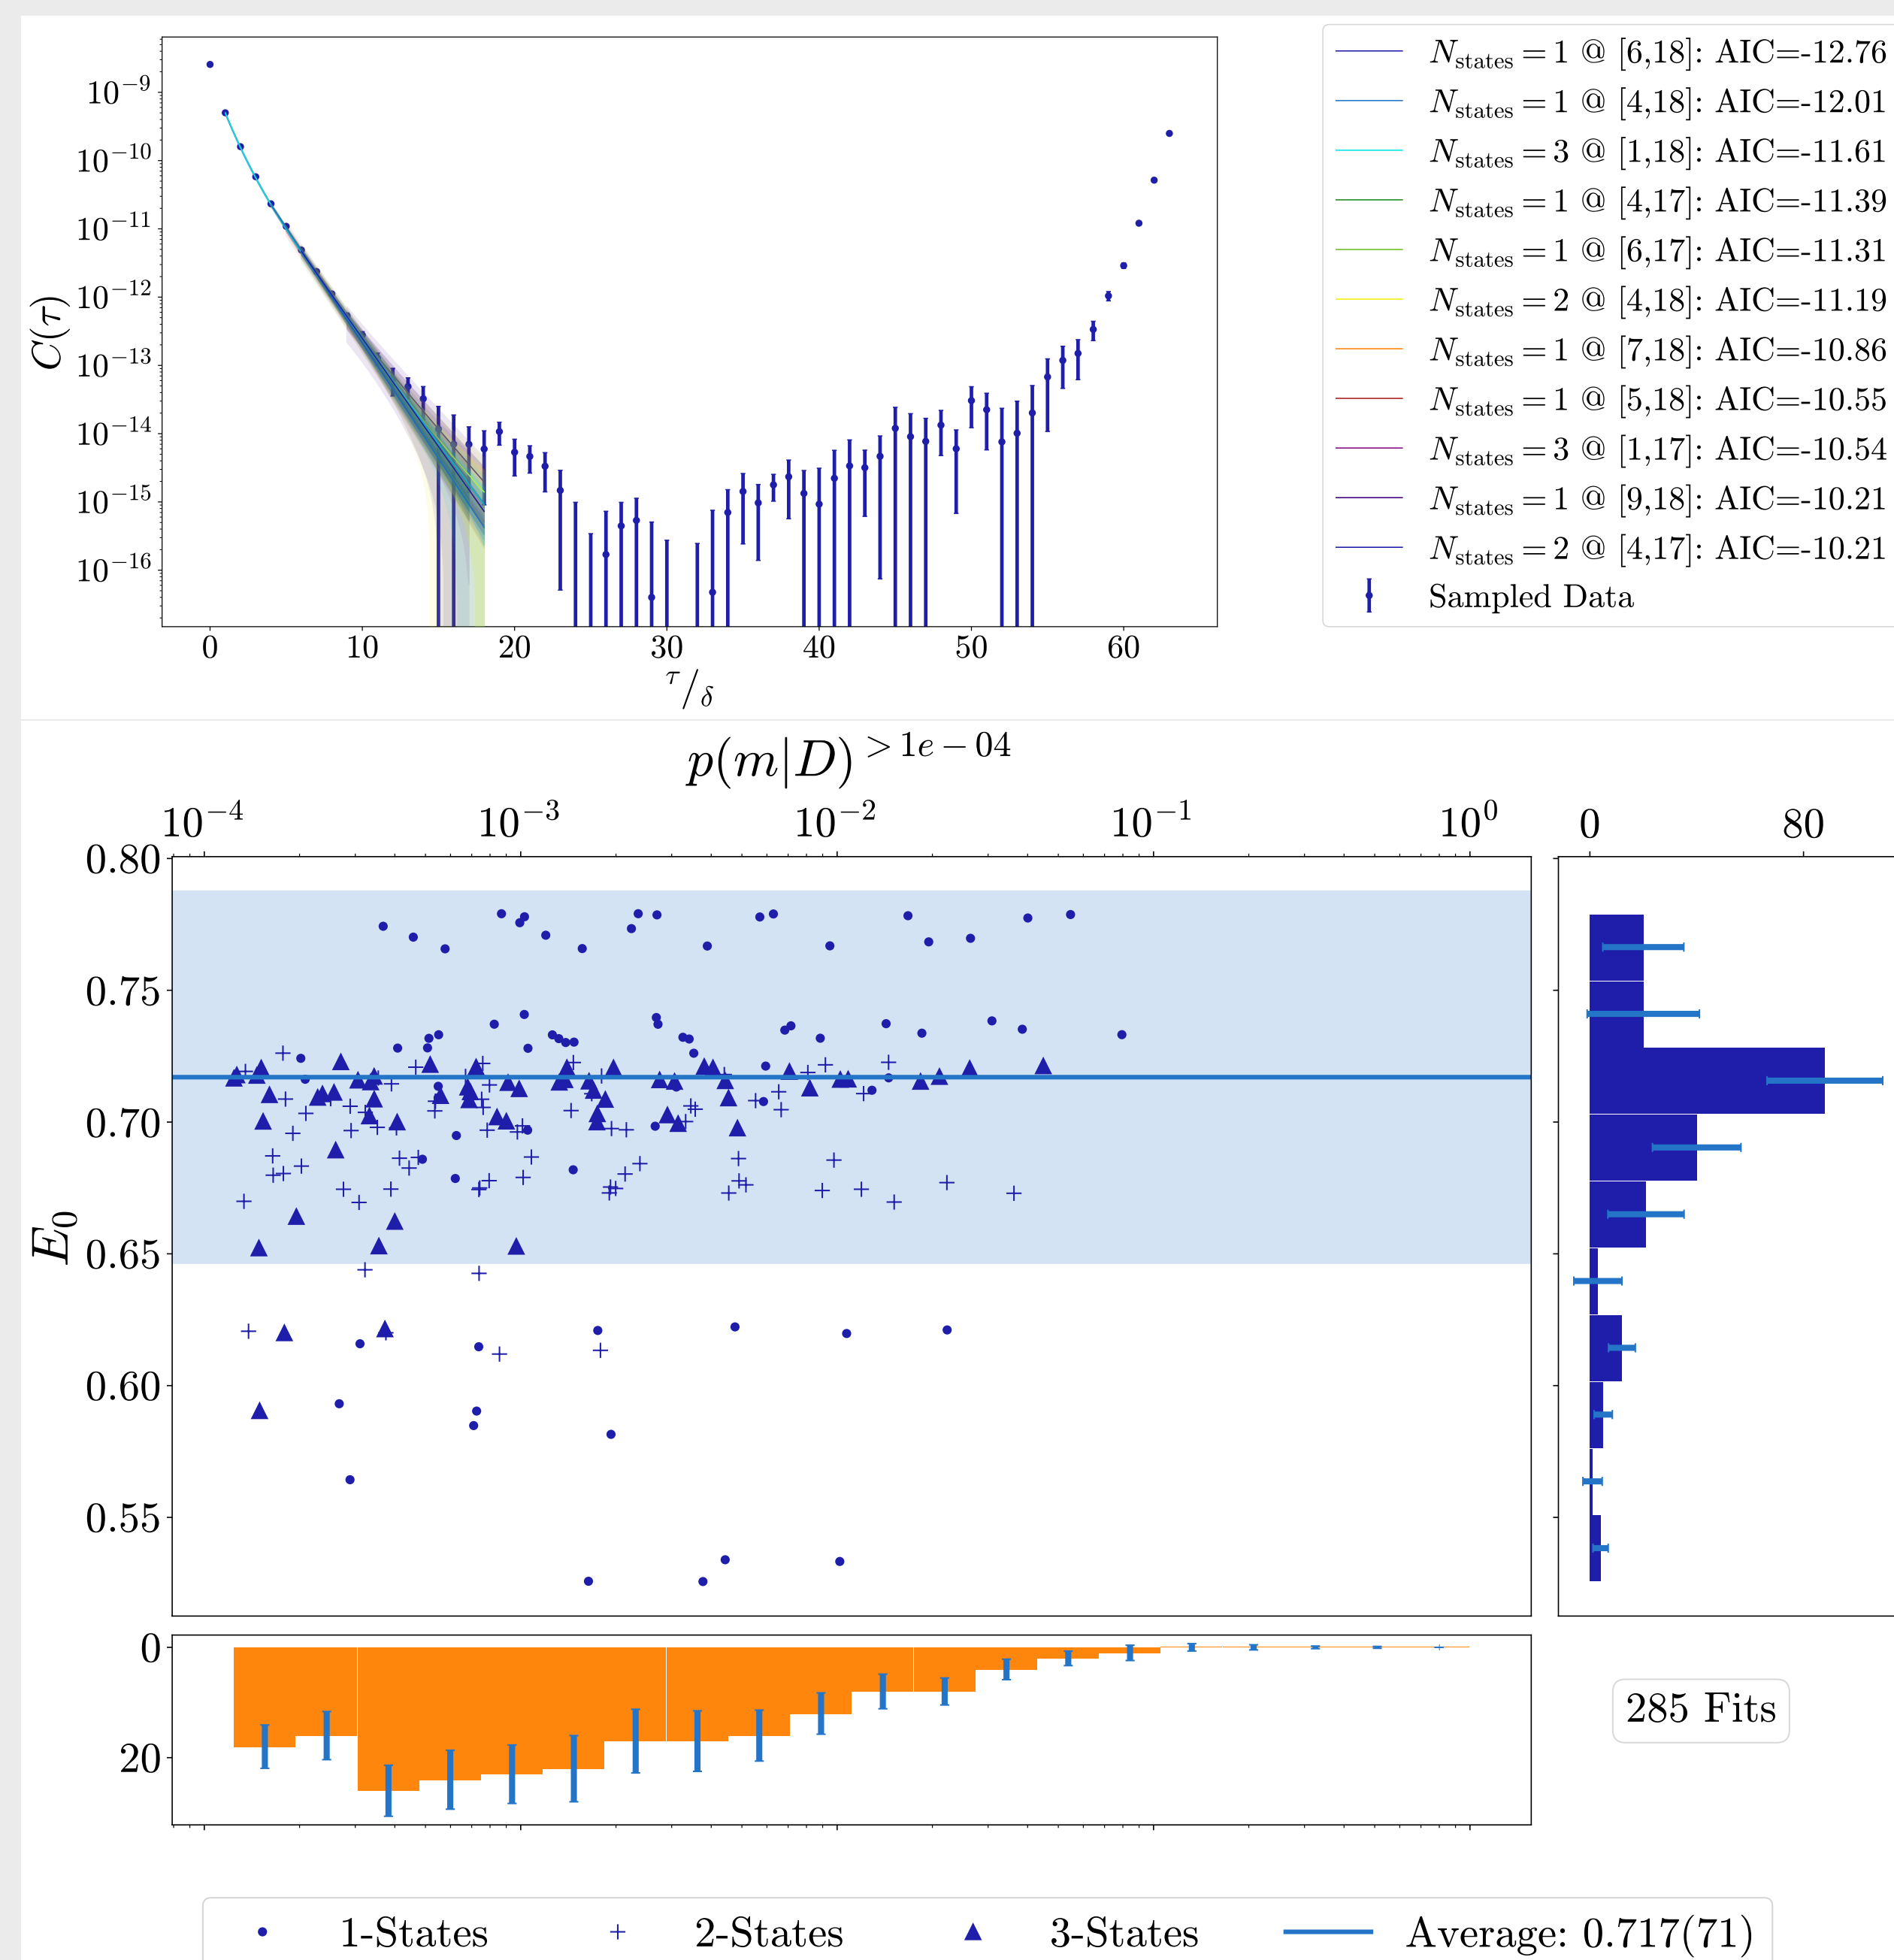 10⁻⁹
10⁻¹⁰
10⁻¹¹
10⁻¹²
10⁻¹³
10⁻¹⁴
10⁻¹⁵
10⁻¹⁶
C(τ)
0 10 20 30 40 50 60
τ/δ
N_states = 1 @ [6,18]: AIC=-12.76
N_states = 1 @ [4,18]: AIC=-12.01
N_states = 3 @ [1,18]: AIC=-11.61
N_states = 1 @ [4,17]: AIC=-11.39
N_states = 1 @ [6,17]: AIC=-11.31
N_states = 2 @ [4,18]: AIC=-11.19
N_states = 1 @ [7,18]: AIC=-10.86
N_states = 1 @ [5,18]: AIC=-10.55
N_states = 3 @ [1,17]: AIC=-10.54
N_states = 1 @ [9,18]: AIC=-10.21
N_states = 2 @ [4,17]: AIC=-10.21
Sampled Data
p(m|D) > 1e − 04
10⁻⁴ 10⁻³ 10⁻² 10⁻¹ 10⁰
0 80
0.80
0.75
0.70
0.65
0.60
0.55
E₀
0
20
285 Fits
1-States 2-States 3-States Average: 0.717(71)